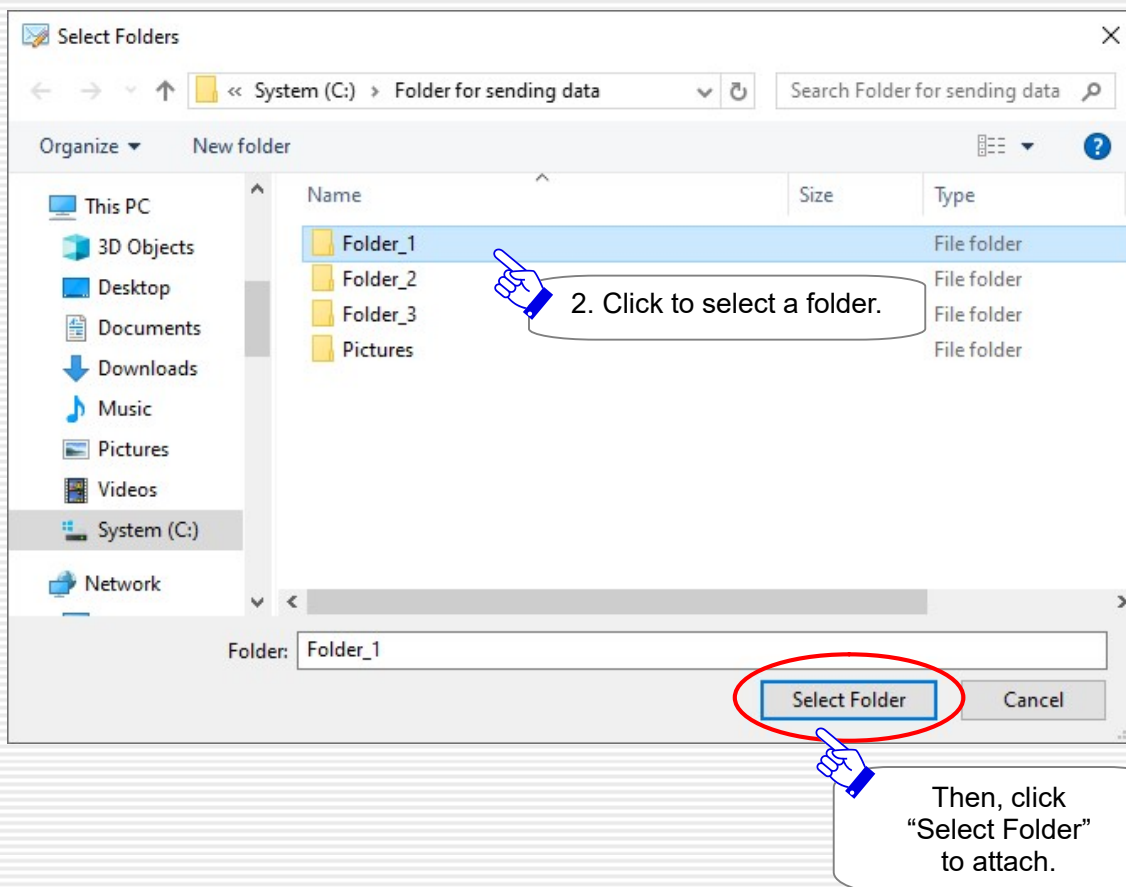 Select Folders
« System (C:) > Folder for sending data
Search Folder for sending data
Organize
New folder
?
Name
Size
Type
This PC
3D Objects
Desktop
Documents
Downloads
Music
Pictures
Videos
System (C:)
Network
Folder_1 File folder
Folder_2 File folder
Folder_3 File folder
Pictures File folder
2. Click to select a folder.
Folder: Folder_1
Select Folder
Cancel
Then, click
“Select Folder”
to attach.